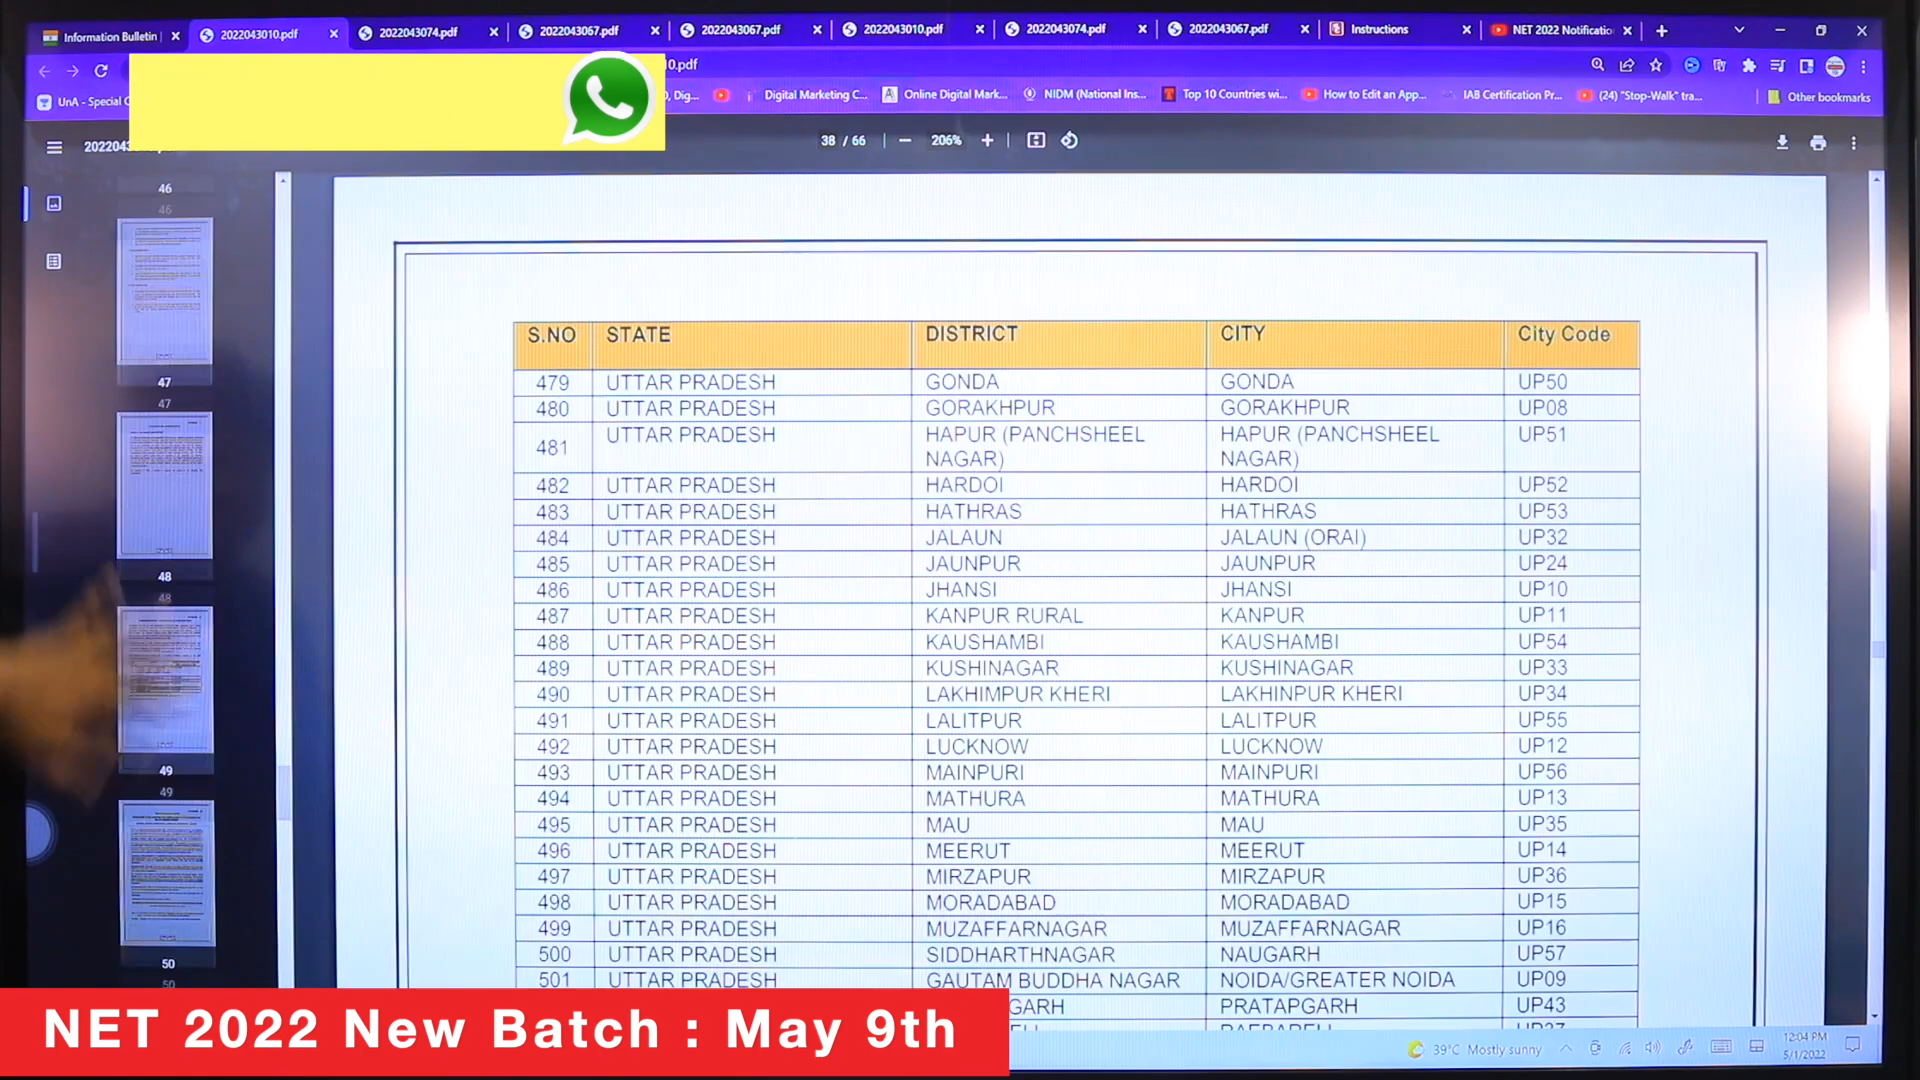 Information Bulletin
2022043010.pdf
2022043074.pdf
2022043067.pdf
2022043067.pdf
2022043010.pdf
2022043074.pdf
2022043067.pdf
Instructions
NET 2022 Notificatio
0.pdf
UnA - Special C
D, Dig...
Digital Marketing C...
Online Digital Mark...
NIDM (National Ins...
Top 10 Countries wi...
How to Edit an App...
IAB Certification Pr...
(24) "Stop-Walk" tra...
Other bookmarks
38 / 66
206%
46
46
47
47
48
48
49
49
50
50
S.NO STATE DISTRICT CITY City Code
479 UTTAR PRADESH GONDA GONDA UP50
480 UTTAR PRADESH GORAKHPUR GORAKHPUR UP08
481 UTTAR PRADESH HAPUR (PANCHSHEEL NAGAR) HAPUR (PANCHSHEEL NAGAR) UP51
482 UTTAR PRADESH HARDOI HARDOI UP52
483 UTTAR PRADESH HATHRAS HATHRAS UP53
484 UTTAR PRADESH JALAUN JALAUN (ORAI) UP32
485 UTTAR PRADESH JAUNPUR JAUNPUR UP24
486 UTTAR PRADESH JHANSI JHANSI UP10
487 UTTAR PRADESH KANPUR RURAL KANPUR UP11
488 UTTAR PRADESH KAUSHAMBI KAUSHAMBI UP54
489 UTTAR PRADESH KUSHINAGAR KUSHINAGAR UP33
490 UTTAR PRADESH LAKHIMPUR KHERI LAKHINPUR KHERI UP34
491 UTTAR PRADESH LALITPUR LALITPUR UP55
492 UTTAR PRADESH LUCKNOW LUCKNOW UP12
493 UTTAR PRADESH MAINPURI MAINPURI UP56
494 UTTAR PRADESH MATHURA MATHURA UP13
495 UTTAR PRADESH MAU MAU UP35
496 UTTAR PRADESH MEERUT MEERUT UP14
497 UTTAR PRADESH MIRZAPUR MIRZAPUR UP36
498 UTTAR PRADESH MORADABAD MORADABAD UP15
499 UTTAR PRADESH MUZAFFARNAGAR MUZAFFARNAGAR UP16
500 UTTAR PRADESH SIDDHARTHNAGAR NAUGARH UP57
501 UTTAR PRADESH GAUTAM BUDDHA NAGAR NOIDA/GREATER NOIDA UP09
GARH PRATAPGARH UP43
NET 2022 New Batch : May 9th
39°C Mostly sunny
12:04 PM
5/1/2022